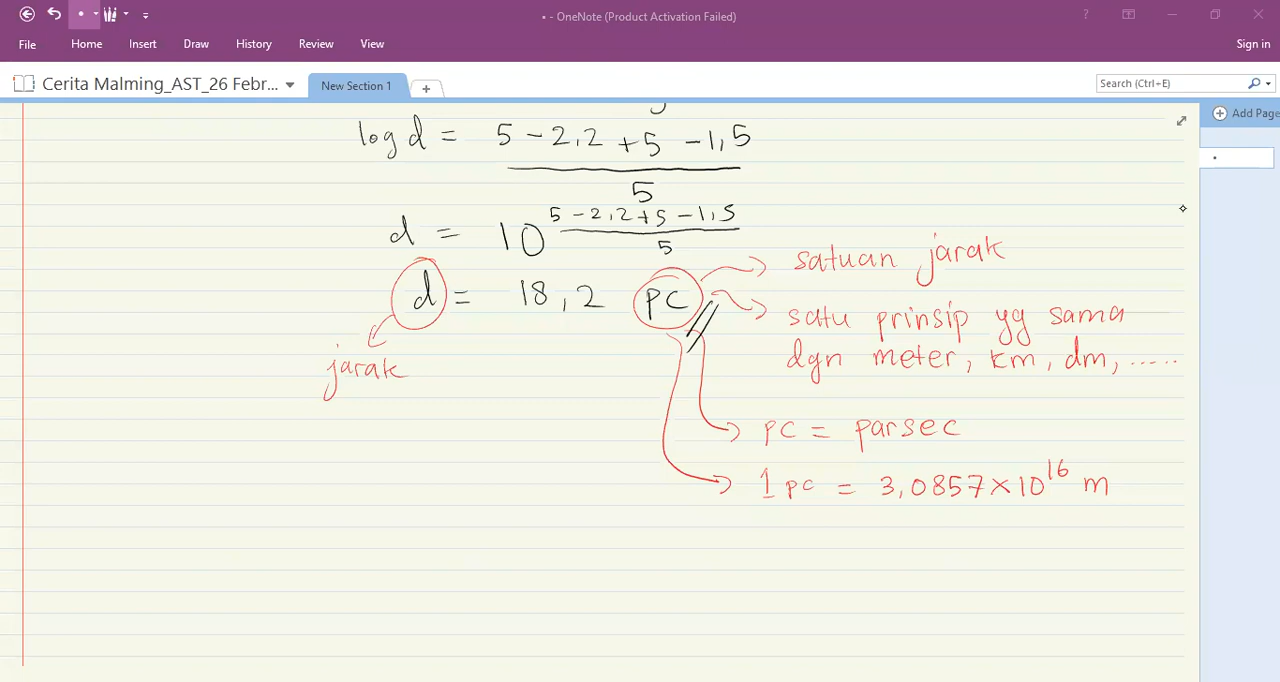 • - OneNote (Product Activation Failed)
?
File Home Insert Draw History Review View Sign in
Cerita Malming_AST_26 Febr... New Section 1 Search (Ctrl+E)
Add Page
log d = 5 - 2,2 + 5 - 1,5
5
d = 10 5 - 2,2 + 5 - 1,5
5
d = 18,2 pc
jarak
satuan jarak
satu prinsip yg sama
dgn meter, km, dm, .....
pc = parsec
1 pc = 3,0857 × 10^16 m